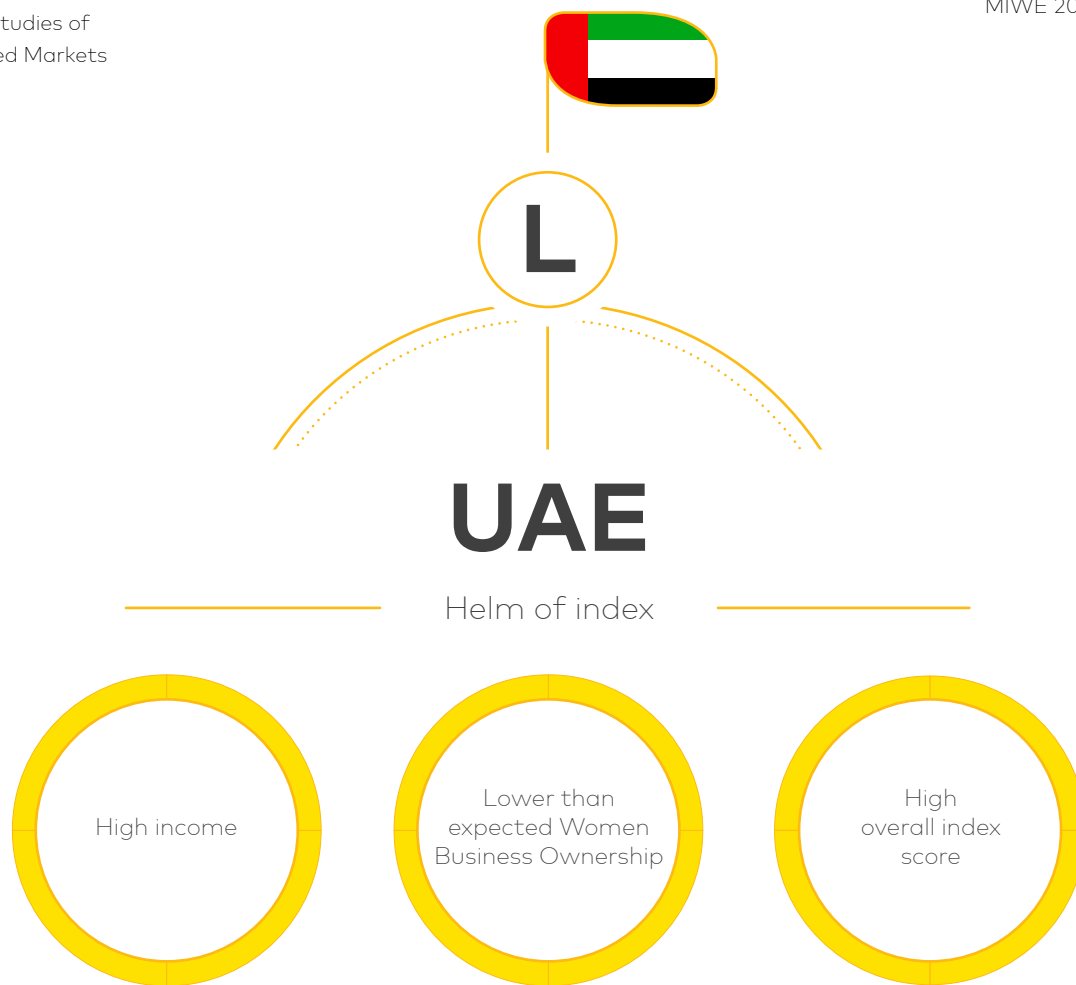 tudies of
ed Markets
MIWE 20
L
UAE
Helm of index
High income
Lower than
expected Women
Business Ownership
High
overall index
score